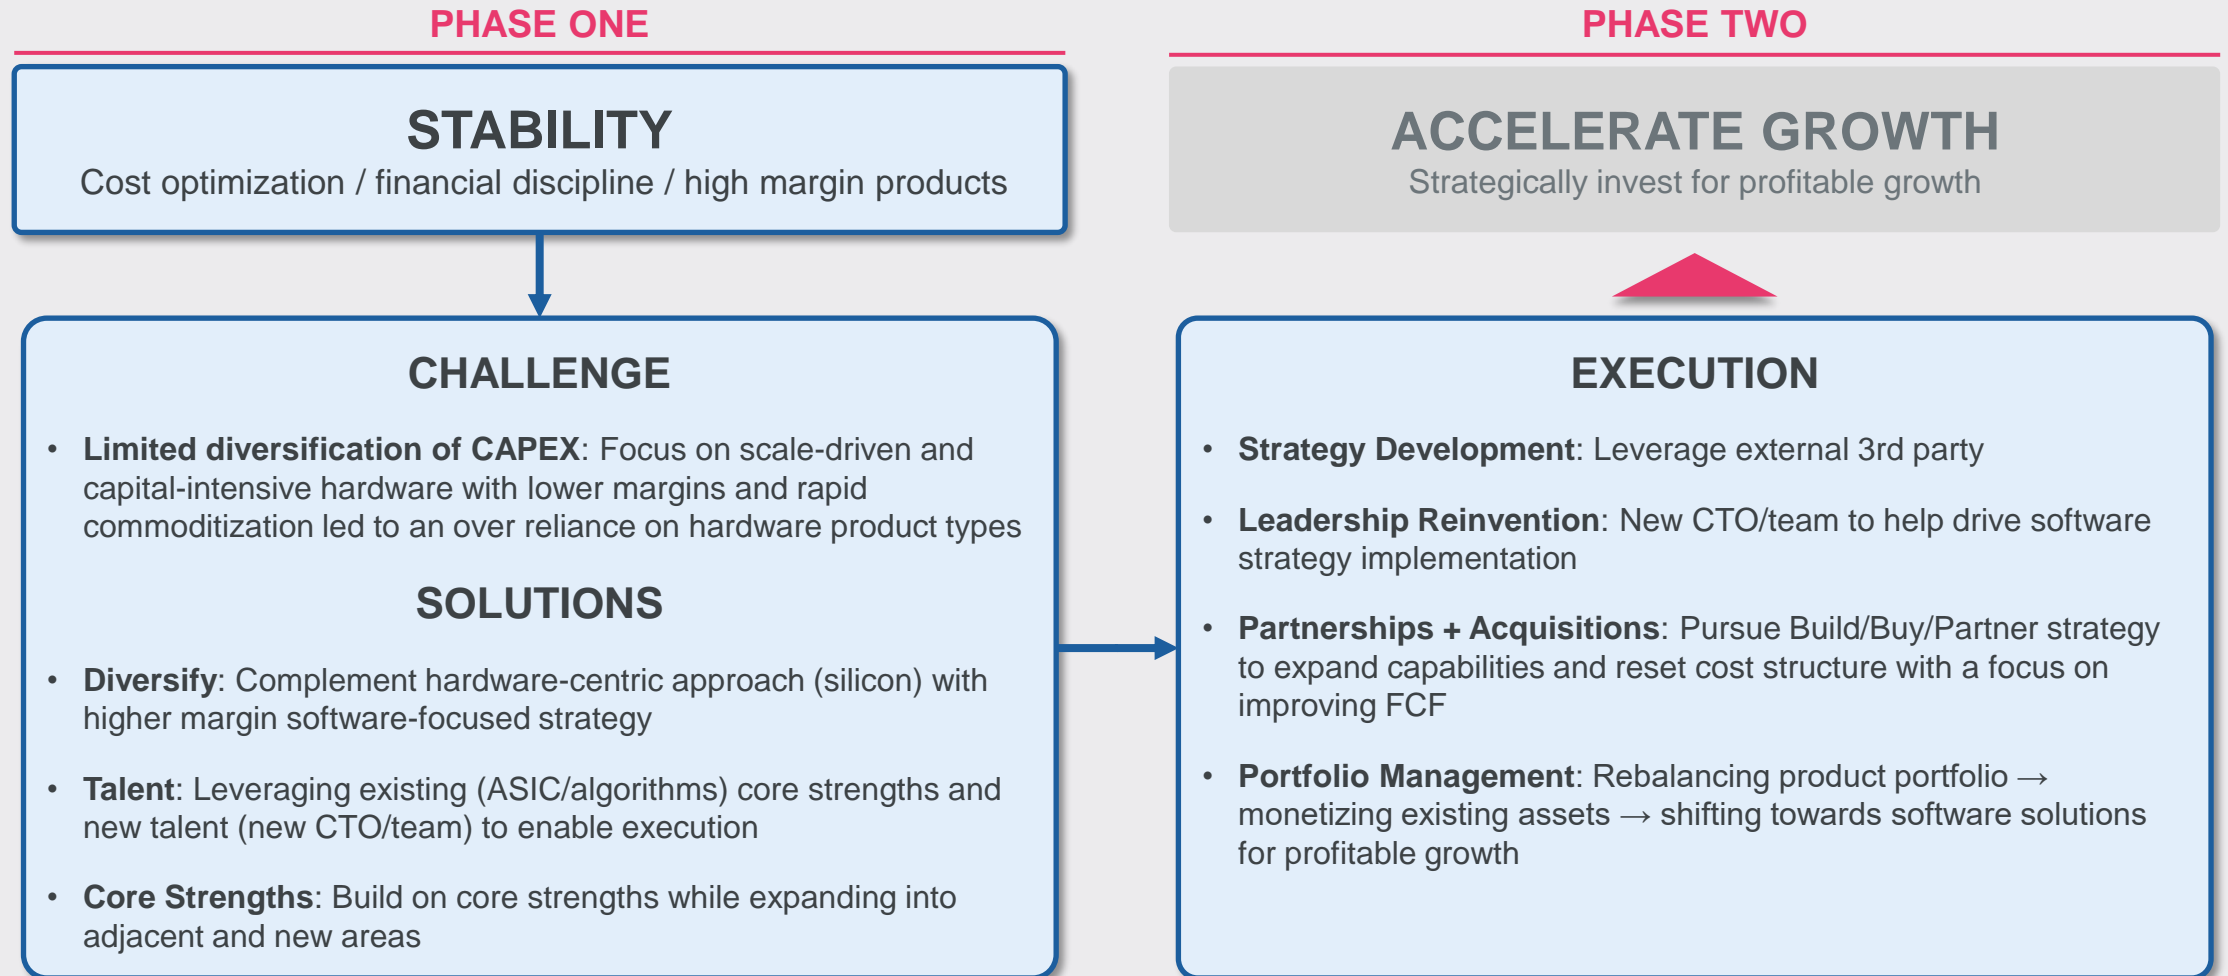 PHASE ONE
STABILITY
Cost optimization / financial discipline / high margin products
CHALLENGE
• Limited diversification of CAPEX: Focus on scale-driven and
capital-intensive hardware with lower margins and rapid
commoditization led to an over reliance on hardware product types
SOLUTIONS
• Diversify: Complement hardware-centric approach (silicon) with
higher margin software-focused strategy
• Talent: Leveraging existing (ASIC/algorithms) core strengths and
new talent (new CTO/team) to enable execution
• Core Strengths: Build on core strengths while expanding into
adjacent and new areas
PHASE TWO
ACCELERATE GROWTH
Strategically invest for profitable growth
EXECUTION
• Strategy Development: Leverage external 3rd party
• Leadership Reinvention: New CTO/team to help drive software
strategy implementation
• Partnerships + Acquisitions: Pursue Build/Buy/Partner strategy
to expand capabilities and reset cost structure with a focus on
improving FCF
• Portfolio Management: Rebalancing product portfolio →
monetizing existing assets → shifting towards software solutions
for profitable growth